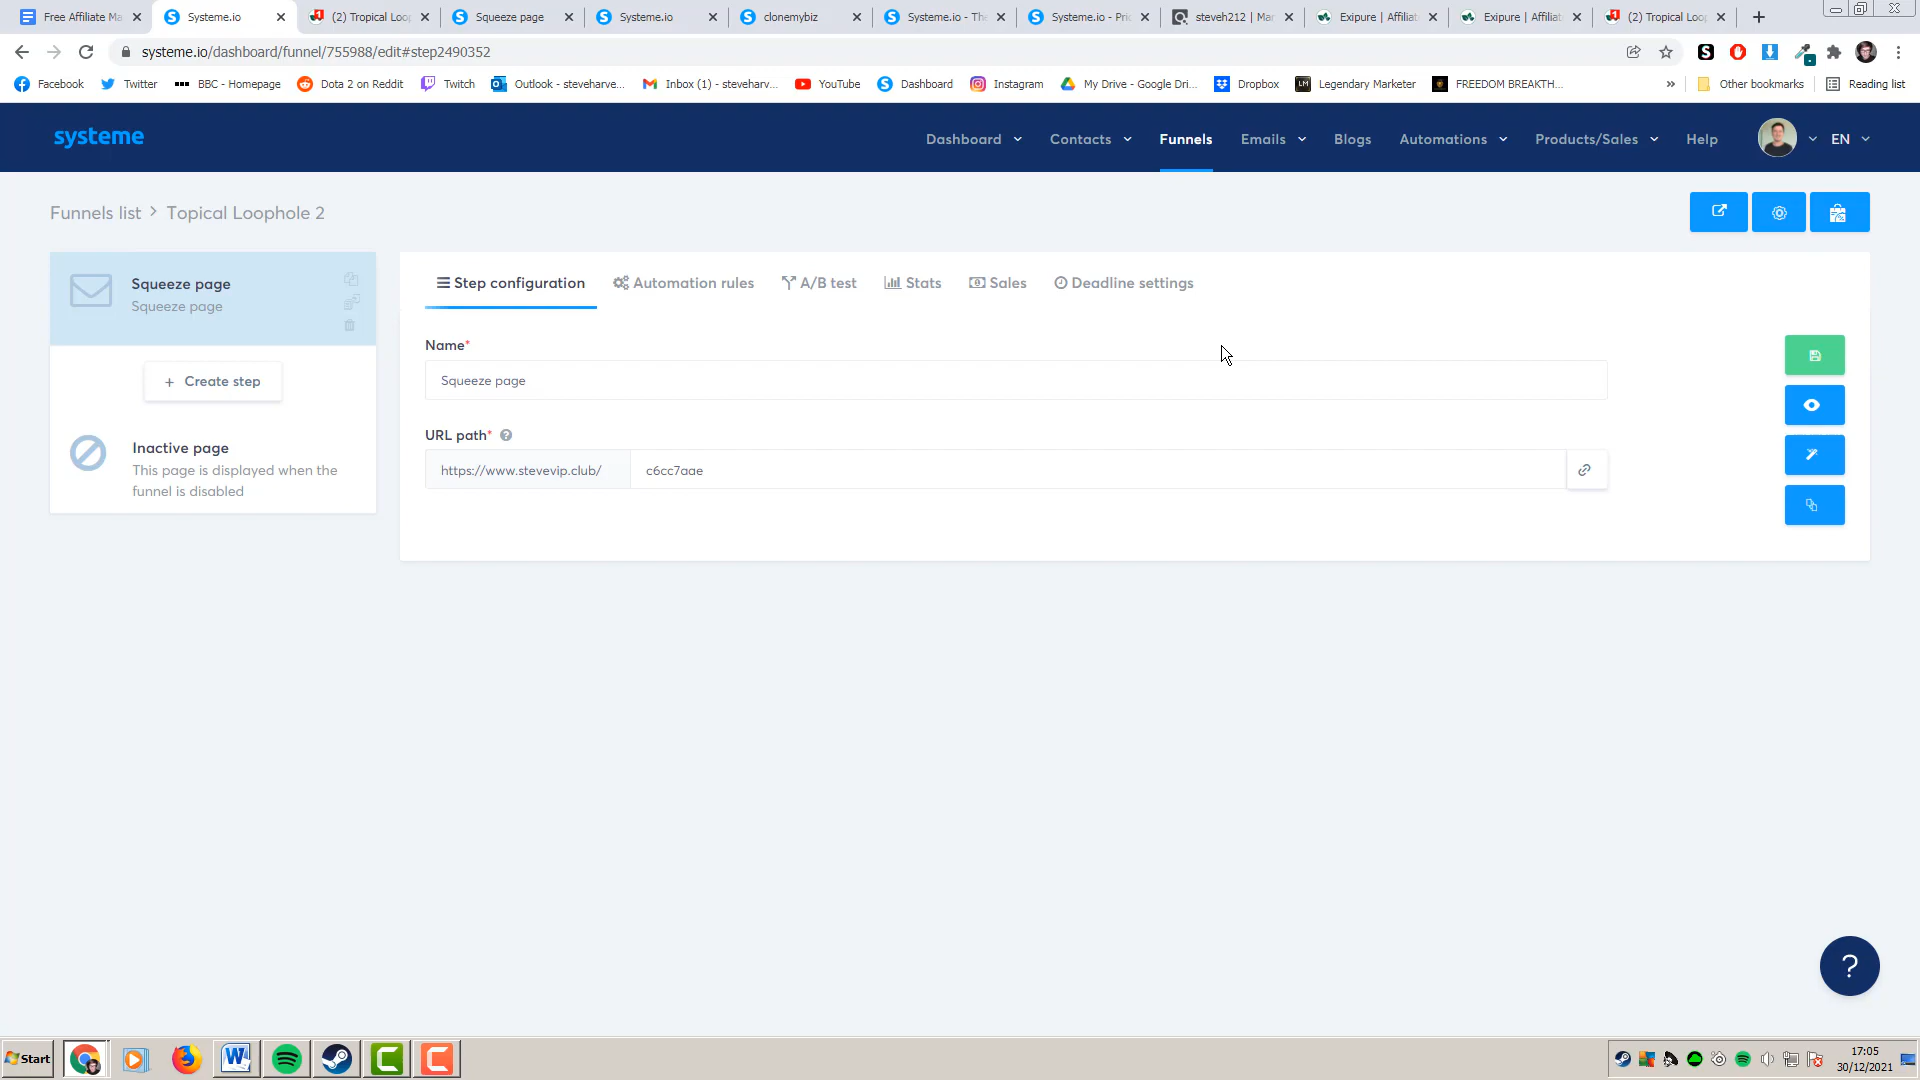 Free Affiliate Ma
Systeme.io
(2) Tropical Loo
Squeeze page
Systeme.io
clonemybiz
Systeme.io - Th
Systeme.io - Pri
steveh212 | Mar
Exipure | Affiliat
Exipure | Affiliat
(2) Tropical Loo
systeme.io/dashboard/funnel/755988/edit#step2490352
Facebook
Twitter
BBC - Homepage
Dota 2 on Reddit
Twitch
Outlook - steveharve...
Inbox (1) - steveharv...
YouTube
Dashboard
Instagram
My Drive - Google Dri...
Dropbox
Legendary Marketer
FREEDOM BREAKTH...
»
Other bookmarks
Reading list
systeme
Dashboard
Contacts
Funnels
Emails
Blogs
Automations
Products/Sales
Help
EN
Funnels list > Topical Loophole 2
Squeeze page
Squeeze page
+ Create step
Inactive page
This page is displayed when the
funnel is disabled
Step configuration
Automation rules
A/B test
Stats
Sales
Deadline settings
Name*
Squeeze page
URL path* ?
https://www.stevevip.club/
c6cc7aae
?
Start
17:05
30/12/2021